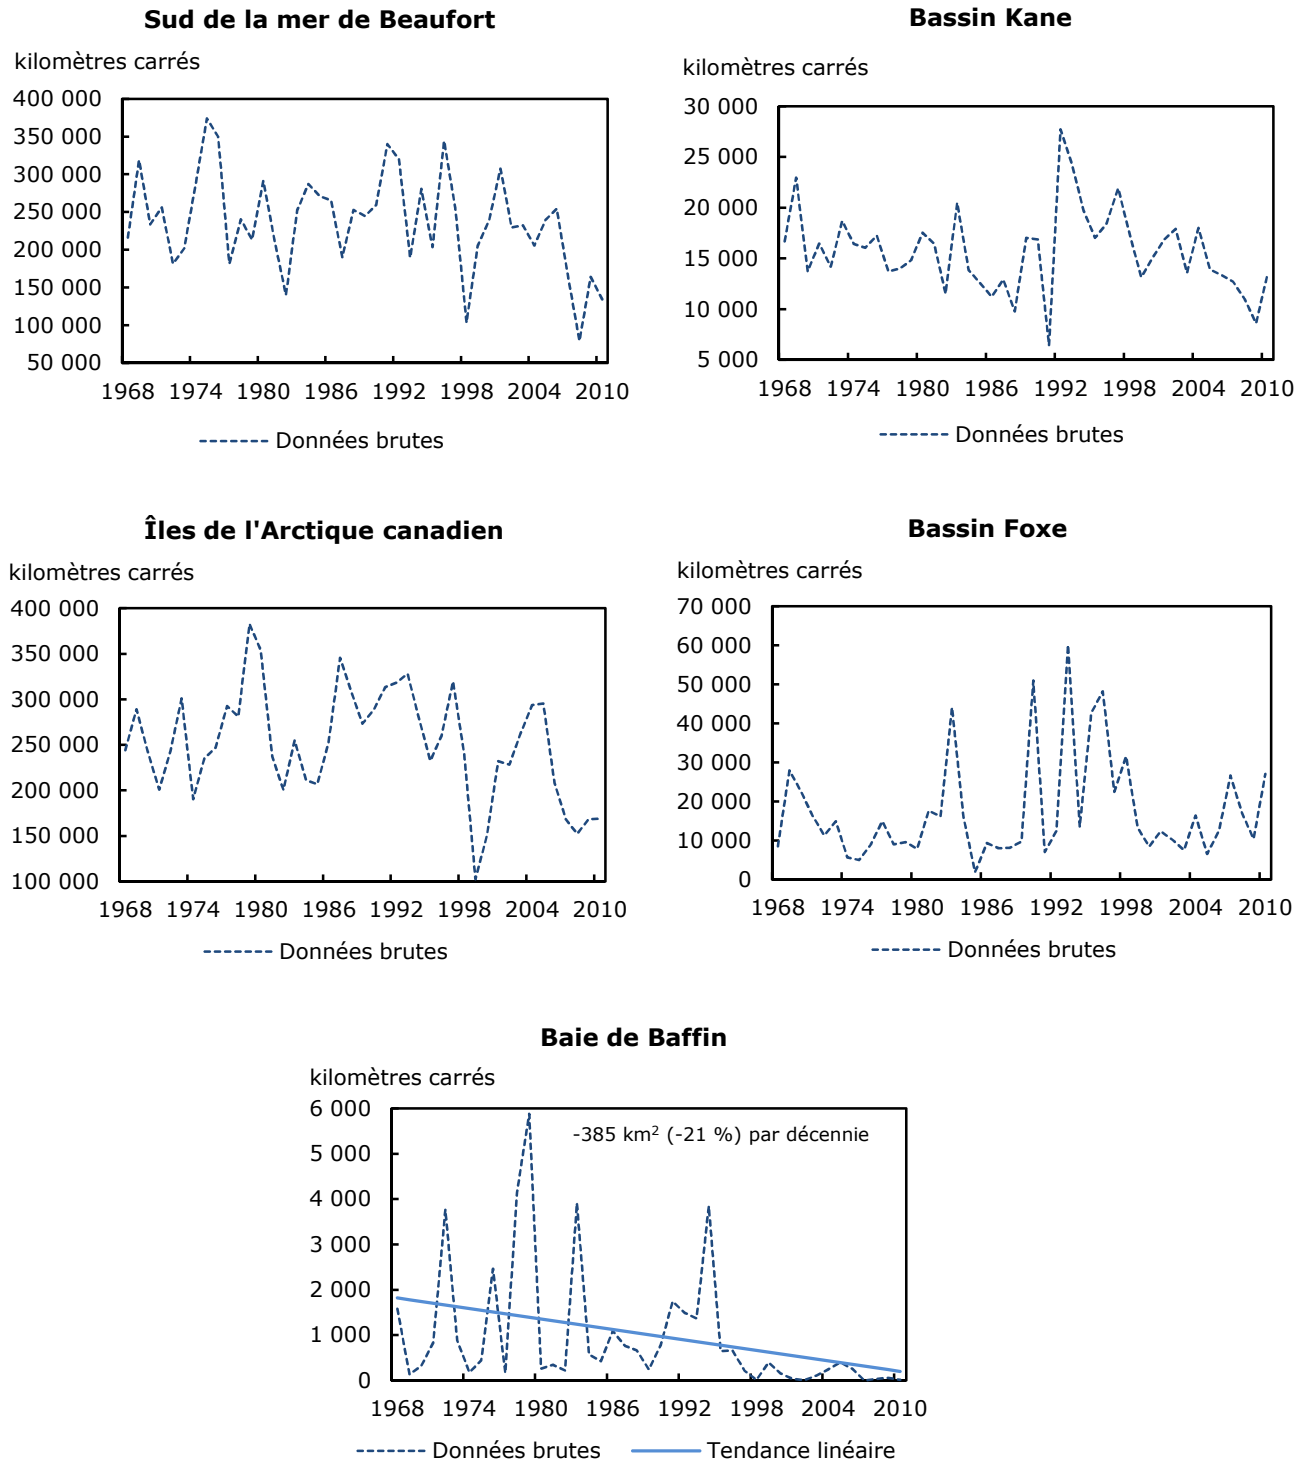 Sud de la mer de Beaufort
kilomètres carrés
400 000
350 000
300 000
250 000
200 000
150 000
100 000
50 000
1968 1974 1980 1986 1992 1998 2004 2010
Données brutes
Bassin Kane
kilomètres carrés
30 000
25 000
20 000
15 000
10 000
5 000
1968 1974 1980 1986 1992 1998 2004 2010
Données brutes
Îles de l'Arctique canadien
kilomètres carrés
400 000
350 000
300 000
250 000
200 000
150 000
100 000
1968 1974 1980 1986 1992 1998 2004 2010
Données brutes
Bassin Foxe
kilomètres carrés
70 000
60 000
50 000
40 000
30 000
20 000
10 000
0
1968 1974 1980 1986 1992 1998 2004 2010
Données brutes
Baie de Baffin
kilomètres carrés
-385 km² (-21 %) par décennie
6 000
5 000
4 000
3 000
2 000
1 000
0
1968 1974 1980 1986 1992 1998 2004 2010
Données brutes Tendance linéaire